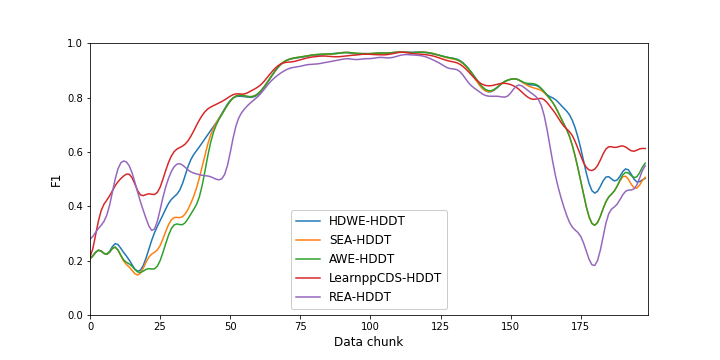 1.0
0.8
0.6
0.4
0.2
0.0
F1
0
25
50
75
100
125
150
175
Data chunk
HDWE-HDDT
SEA-HDDT
AWE-HDDT
LearnppCDS-HDDT
REA-HDDT